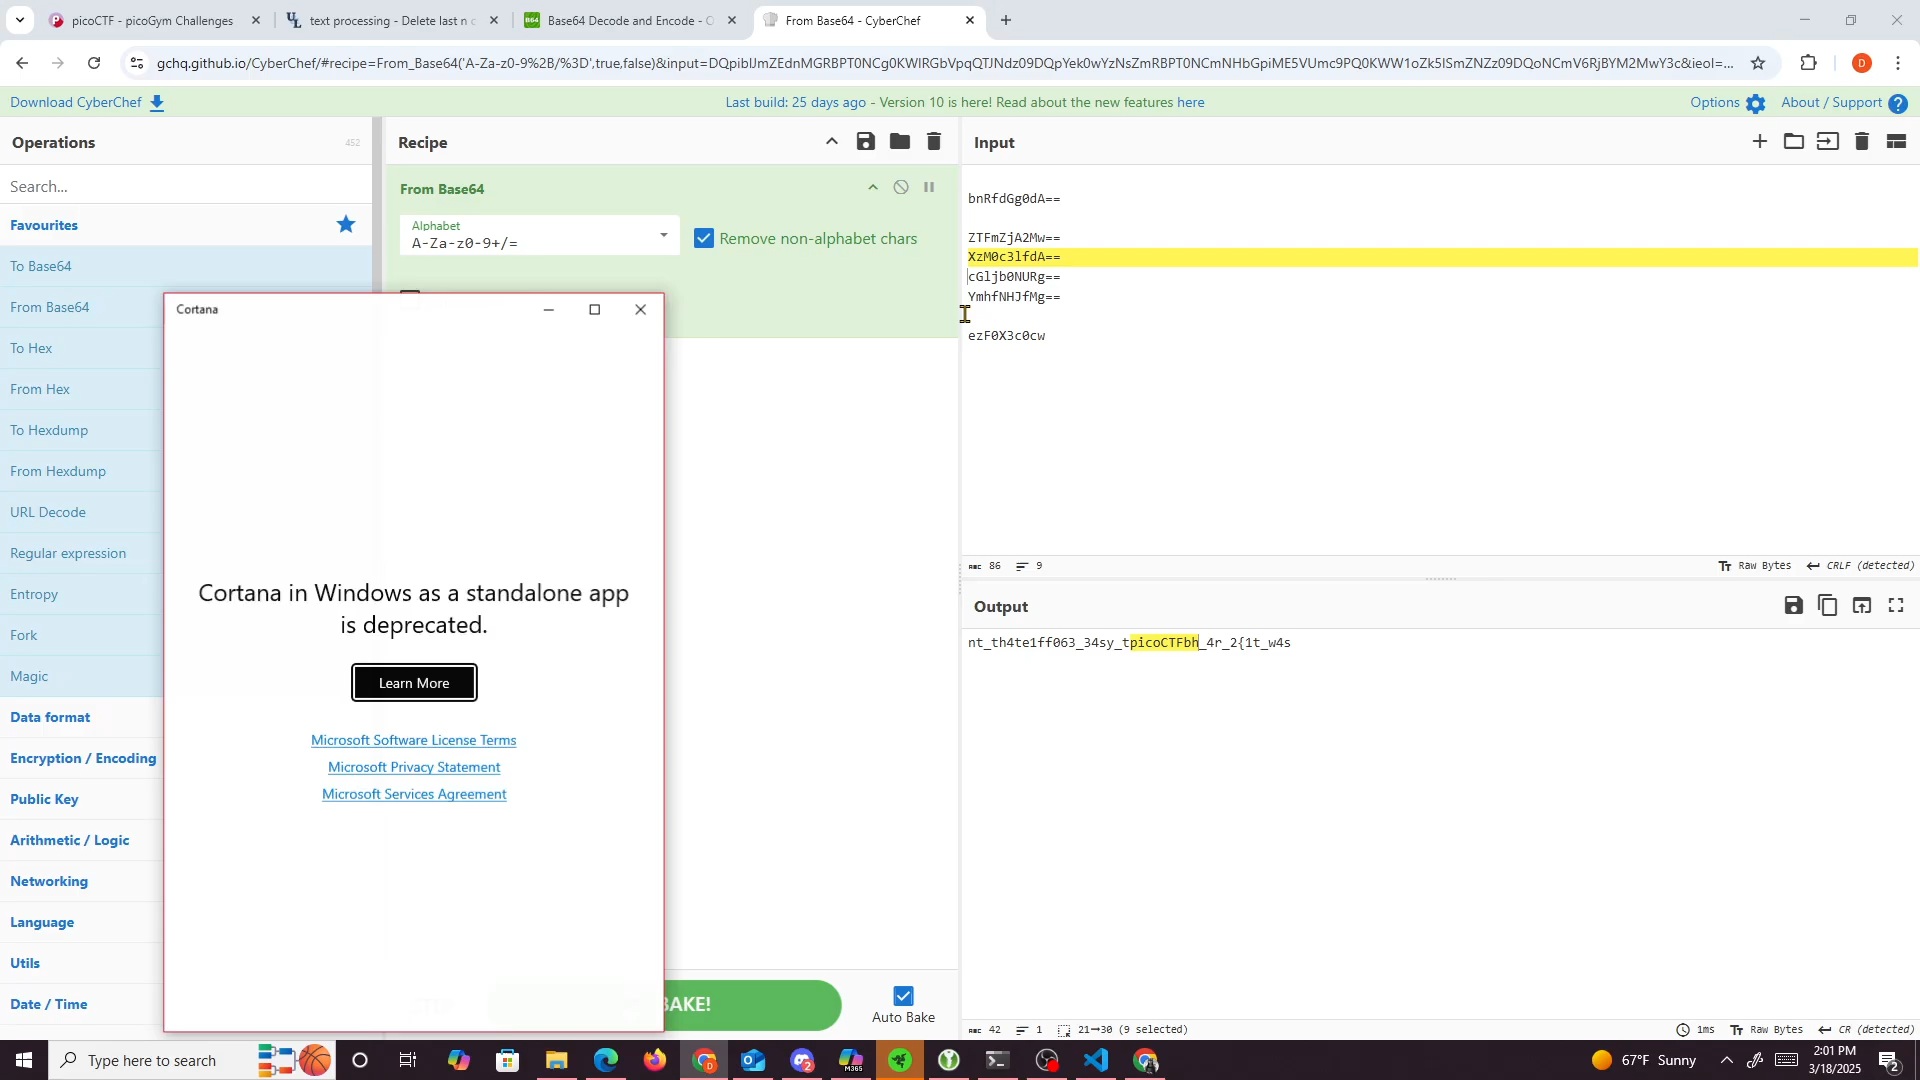 picoCTF - picoGym Challenges
text processing - Delete last n c
Base64 Decode and Encode - O
From Base64 - CyberChef
gchq.github.io/CyberChef/#recipe=From_Base64('A-Za-z0-9%2B/%3D',true,false)&input=DQpiblJmZEdnMGRBPT0NCg0KWlRGbVpqQTJNdz09DQpYek0wYzNsZmRBPT0NCmNHbGpiME5VUmc9PQ0KWW1oZk5ISmZNZz09DQoNCmV6RjBYM2MwY3c&ieol=...
Download CyberChef
Last build: 25 days ago - Version 10 is here! Read about the new features here
Options
About / Support
Operations
452
Recipe
Input
Search...
From Base64
Favourites
Alphabet
A-Za-z0-9+/=
Remove non-alphabet chars
To Base64
From Base64
To Hex
From Hex
To Hexdump
From Hexdump
URL Decode
Regular expression
Entropy
Fork
Magic
Data format
Encryption / Encoding
Public Key
Arithmetic / Logic
Networking
Language
Utils
Date / Time
Cortana
Cortana in Windows as a standalone app
is deprecated.
Learn More
Microsoft Software License Terms
Microsoft Privacy Statement
Microsoft Services Agreement
BAKE!
Auto Bake
bnRfdGg0dA==
ZTFmZjA2Mw==
XzM0c3lfdA==
cGljb0NURg==
YmhfNHJfMg==
ezF0X3c0cw
86
9
Raw Bytes
CRLF (detected)
Output
nt_th4te1ff063_34sy_tpicoCTFbh_4r_2{1t_w4s
42
1
21→30 (9 selected)
1ms
Raw Bytes
CR (detected)
Type here to search
67°F Sunny
2:01 PM
3/18/2025